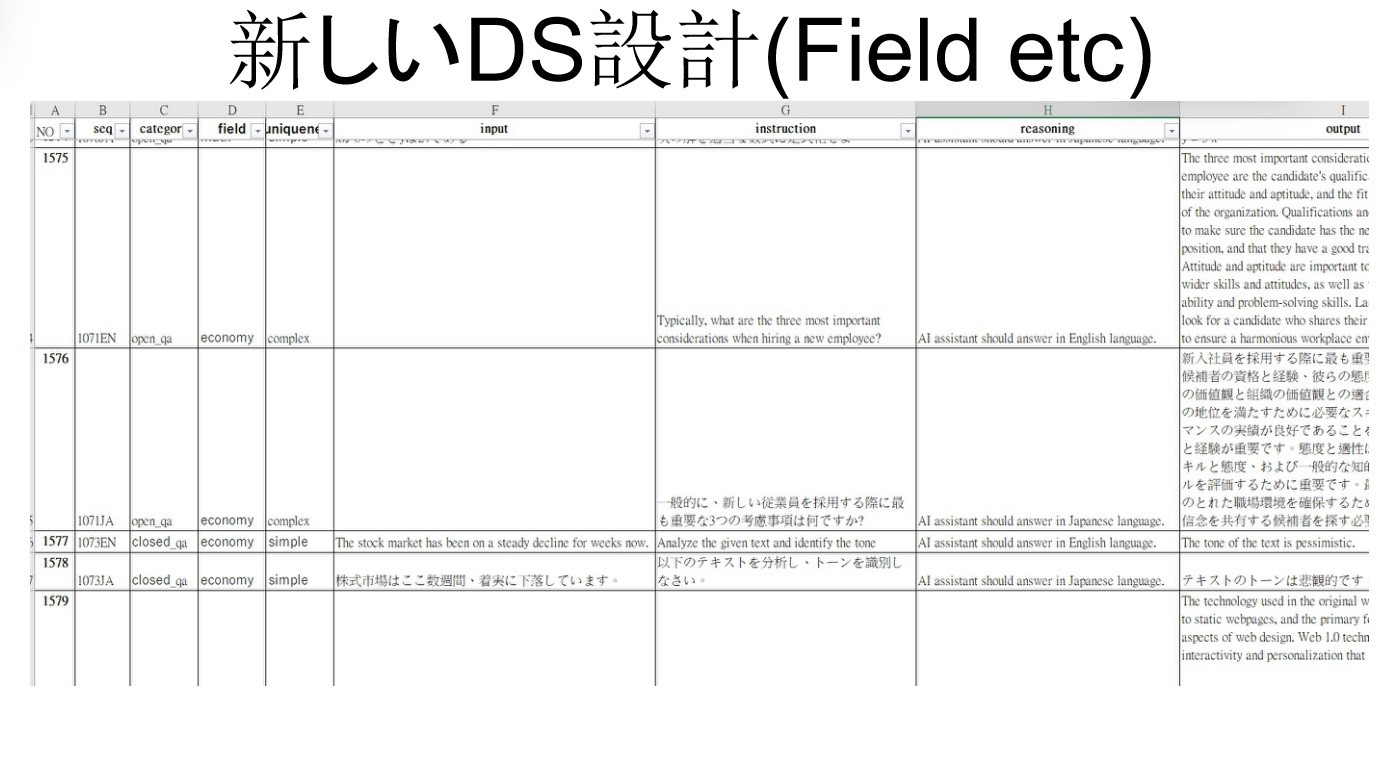 新しいDS設計(Field etc)
A B C D E F G H I
NO seq categor field uniquene input instruction reasoning output
open_qa simple AI assistant should answer in Japanese language.
1575
The three most important consideratio
employee are the candidate's qualific
their attitude and aptitude, and the fit
of the organization. Qualifications an
to make sure the candidate has the ne
position, and that they have a good tra
Attitude and aptitude are important to
wider skills and attitudes, as well as
ability and problem-solving skills. La
Typically, what are the three most important look for a candidate who shares their
1071EN open_qa economy complex considerations when hiring a new employee? AI assistant should answer in English language. to ensure a harmonious workplace en
1576 新入社員を採用する際に最も重要
候補者の資格と経験、彼らの態度
の価値観と組織の価値観との適合
の地位を満たすために必要なスキ
マンスの実績が良好であることを
と経験が重要です。態度と適性は
キルと態度、および一般的な知的
ルを評価するために重要です。最
一般的に、新しい従業員を採用する際に最 のとれた職場環境を確保するため
1071JA open_qa economy complex も重要な3つの考慮事項は何ですか? AI assistant should answer in Japanese language. 信念を共有する候補者を探す必要
1577 1073EN closed_qa economy simple The stock market has been on a steady decline for weeks now. Analyze the given text and identify the tone AI assistant should answer in English language. The tone of the text is pessimistic.
1578 以下のテキストを分析し、トーンを識別し
1073JA closed_qa economy simple 株式市場はここ数週間、着実に下落しています。 なさい。 AI assistant should answer in Japanese language. テキストのトーンは悲観的です
1579 The technology used in the original w
to static webpages, and the primary f
aspects of web design. Web 1.0 techn
interactivity and personalization that